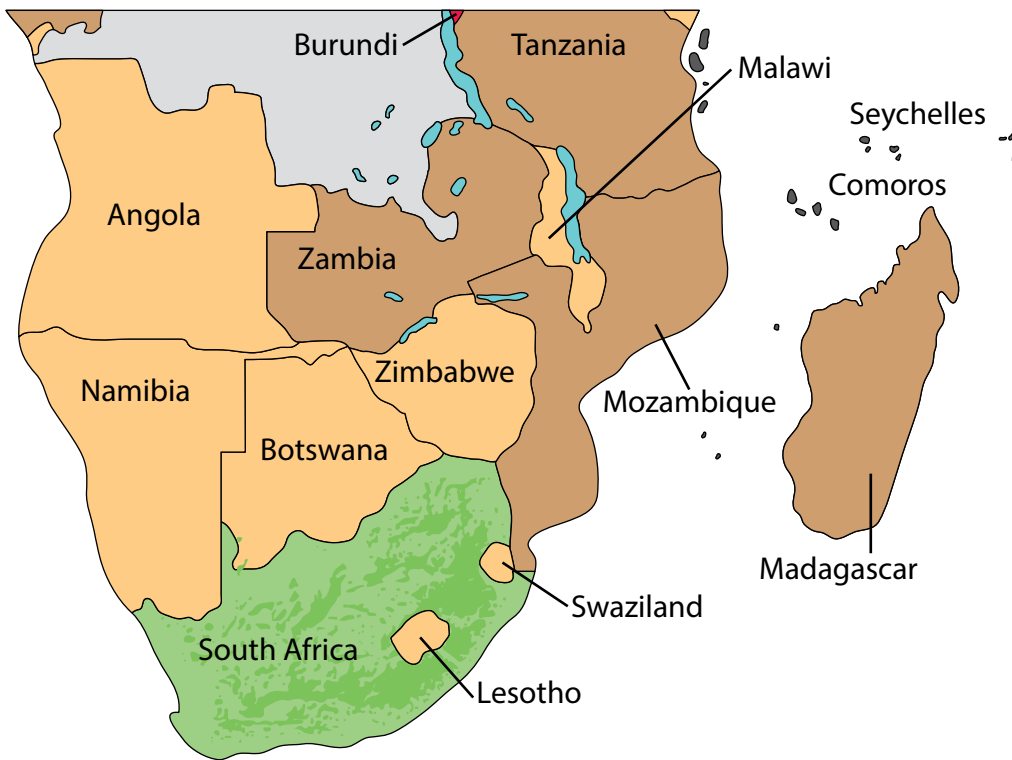 Burundi
Tanzania
Malawi
Seychelles
Comoros
Angola
Zambia
Zimbabwe
Namibia
Mozambique
Botswana
Madagascar
Swaziland
South Africa
Lesotho